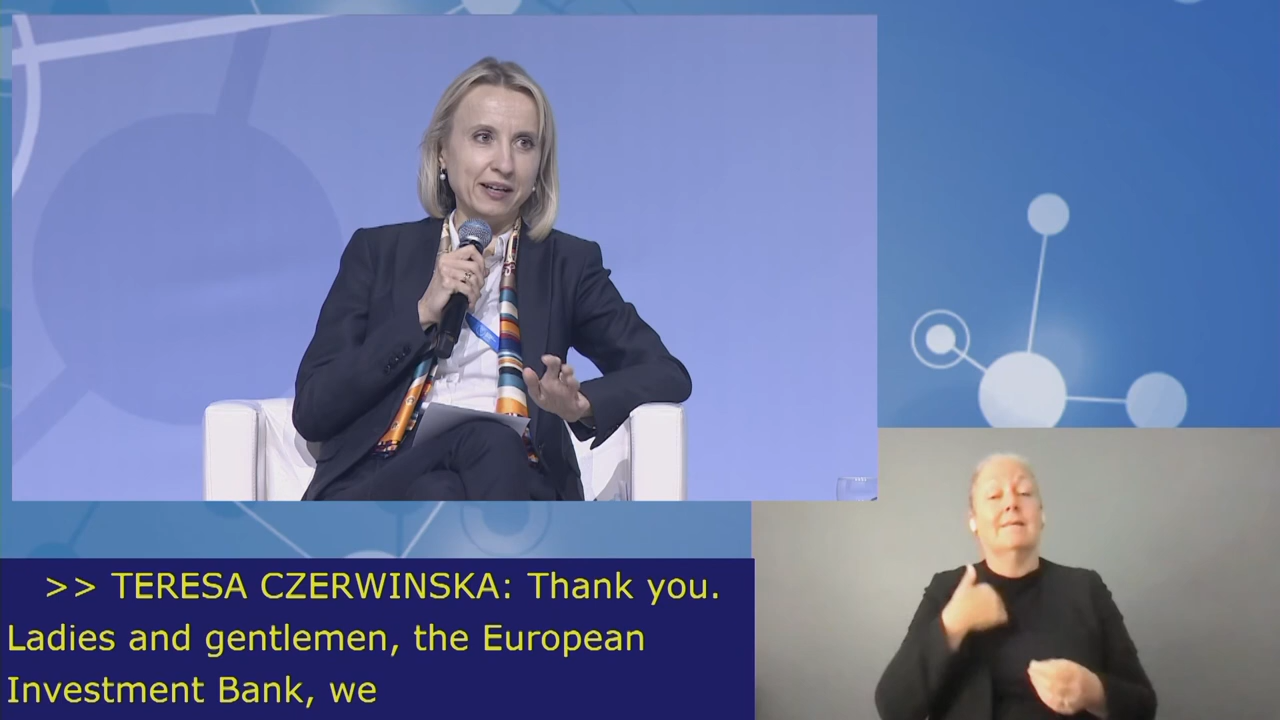 >> TERESA CZERWINSKA: Thank you.
Ladies and gentlemen, the European
Investment Bank, we